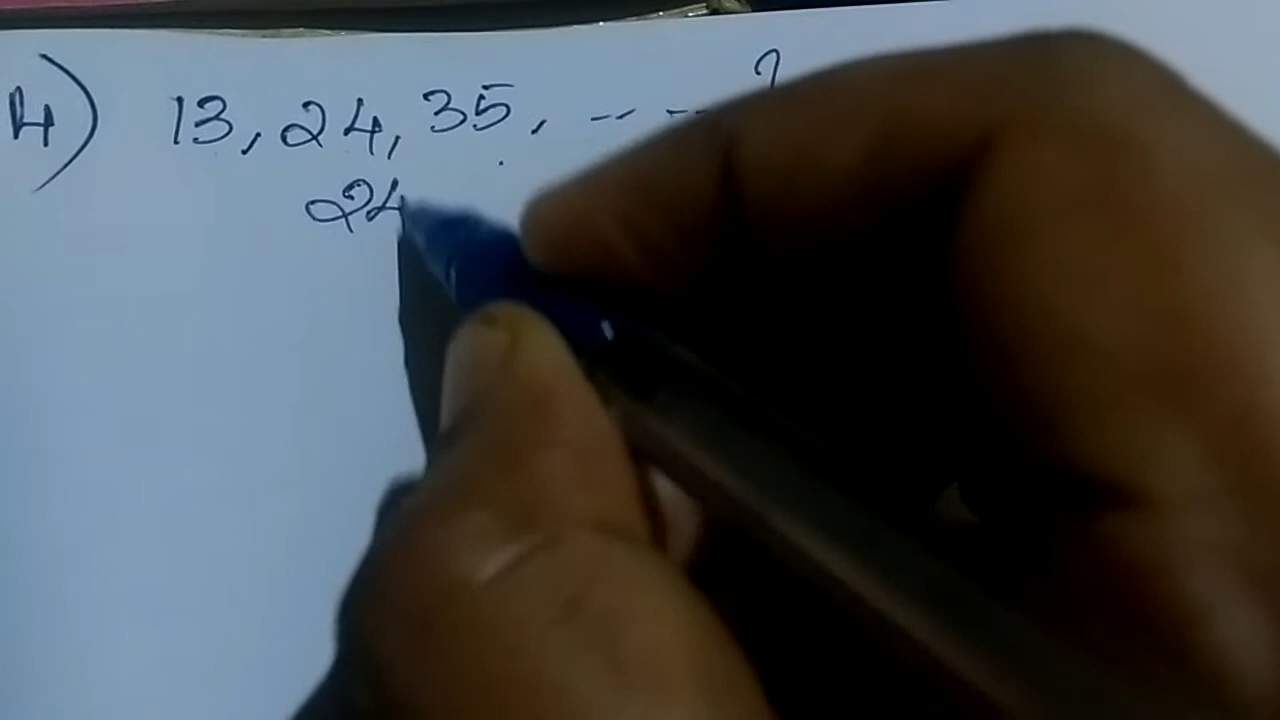 4) 13, 24, 35, -- -- ?
24